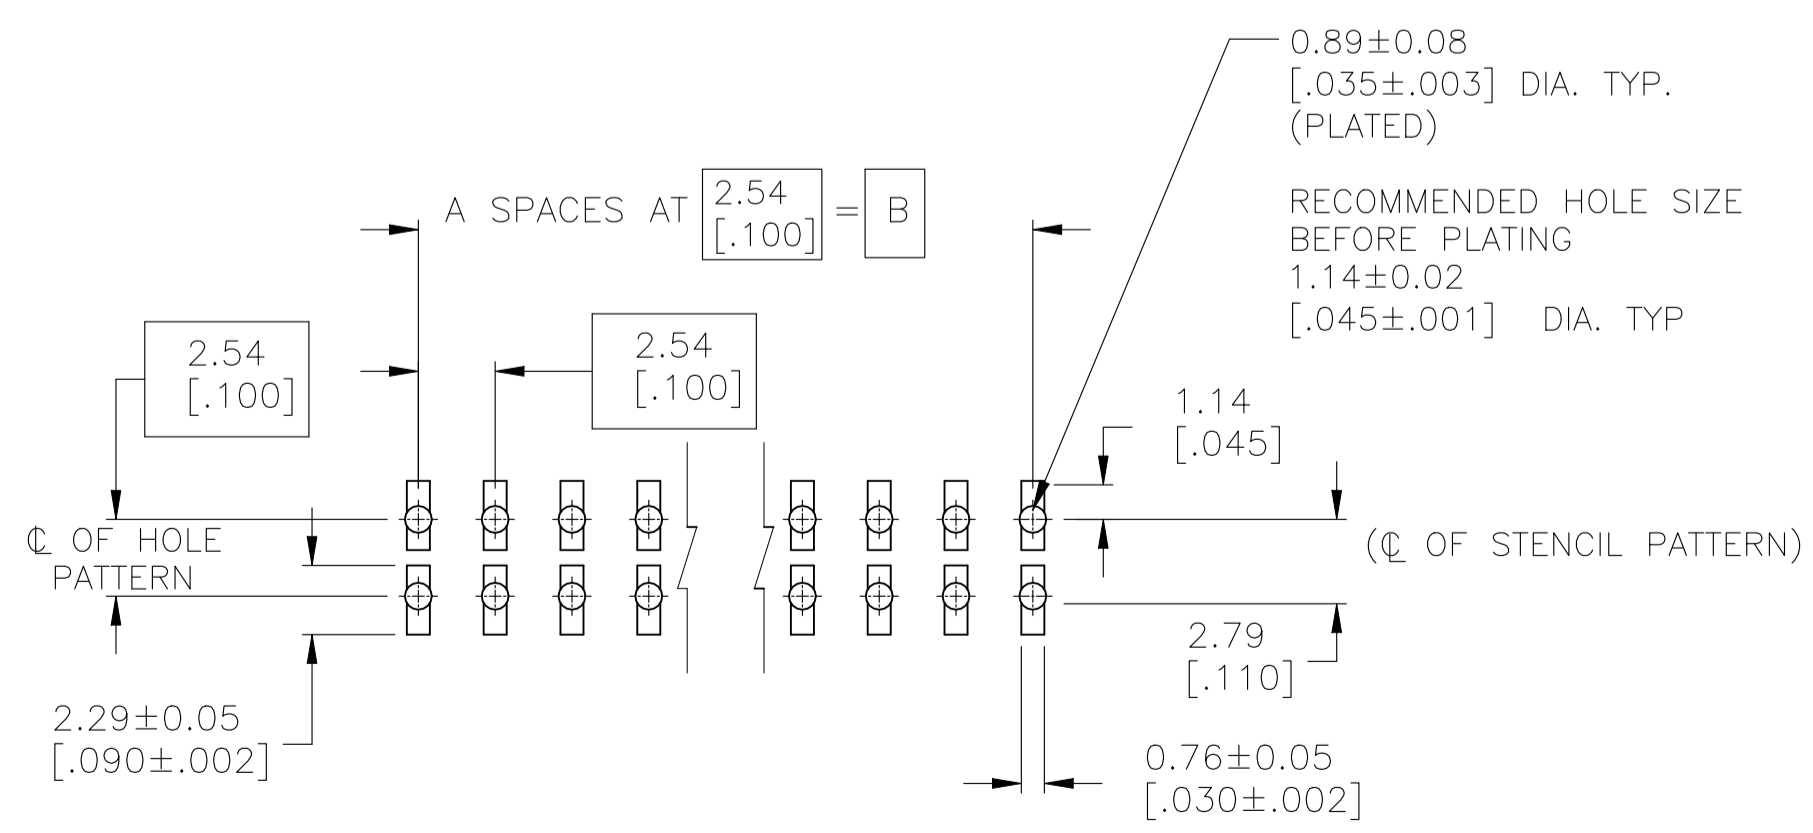 0.89±0.08
[.035±.003] DIA. TYP.
(PLATED)
RECOMMENDED HOLE SIZE
BEFORE PLATING
1.14±0.02
[.045±.001] DIA. TYP
A SPACES AT 2.54 [.100] = B
2.54
[.100]
2.54
[.100]
1.14
[.045]
℄ OF HOLE
PATTERN
(℄ OF STENCIL PATTERN)
2.79
[.110]
2.29±0.05
[.090±.002]
0.76±0.05
[.030±.002]